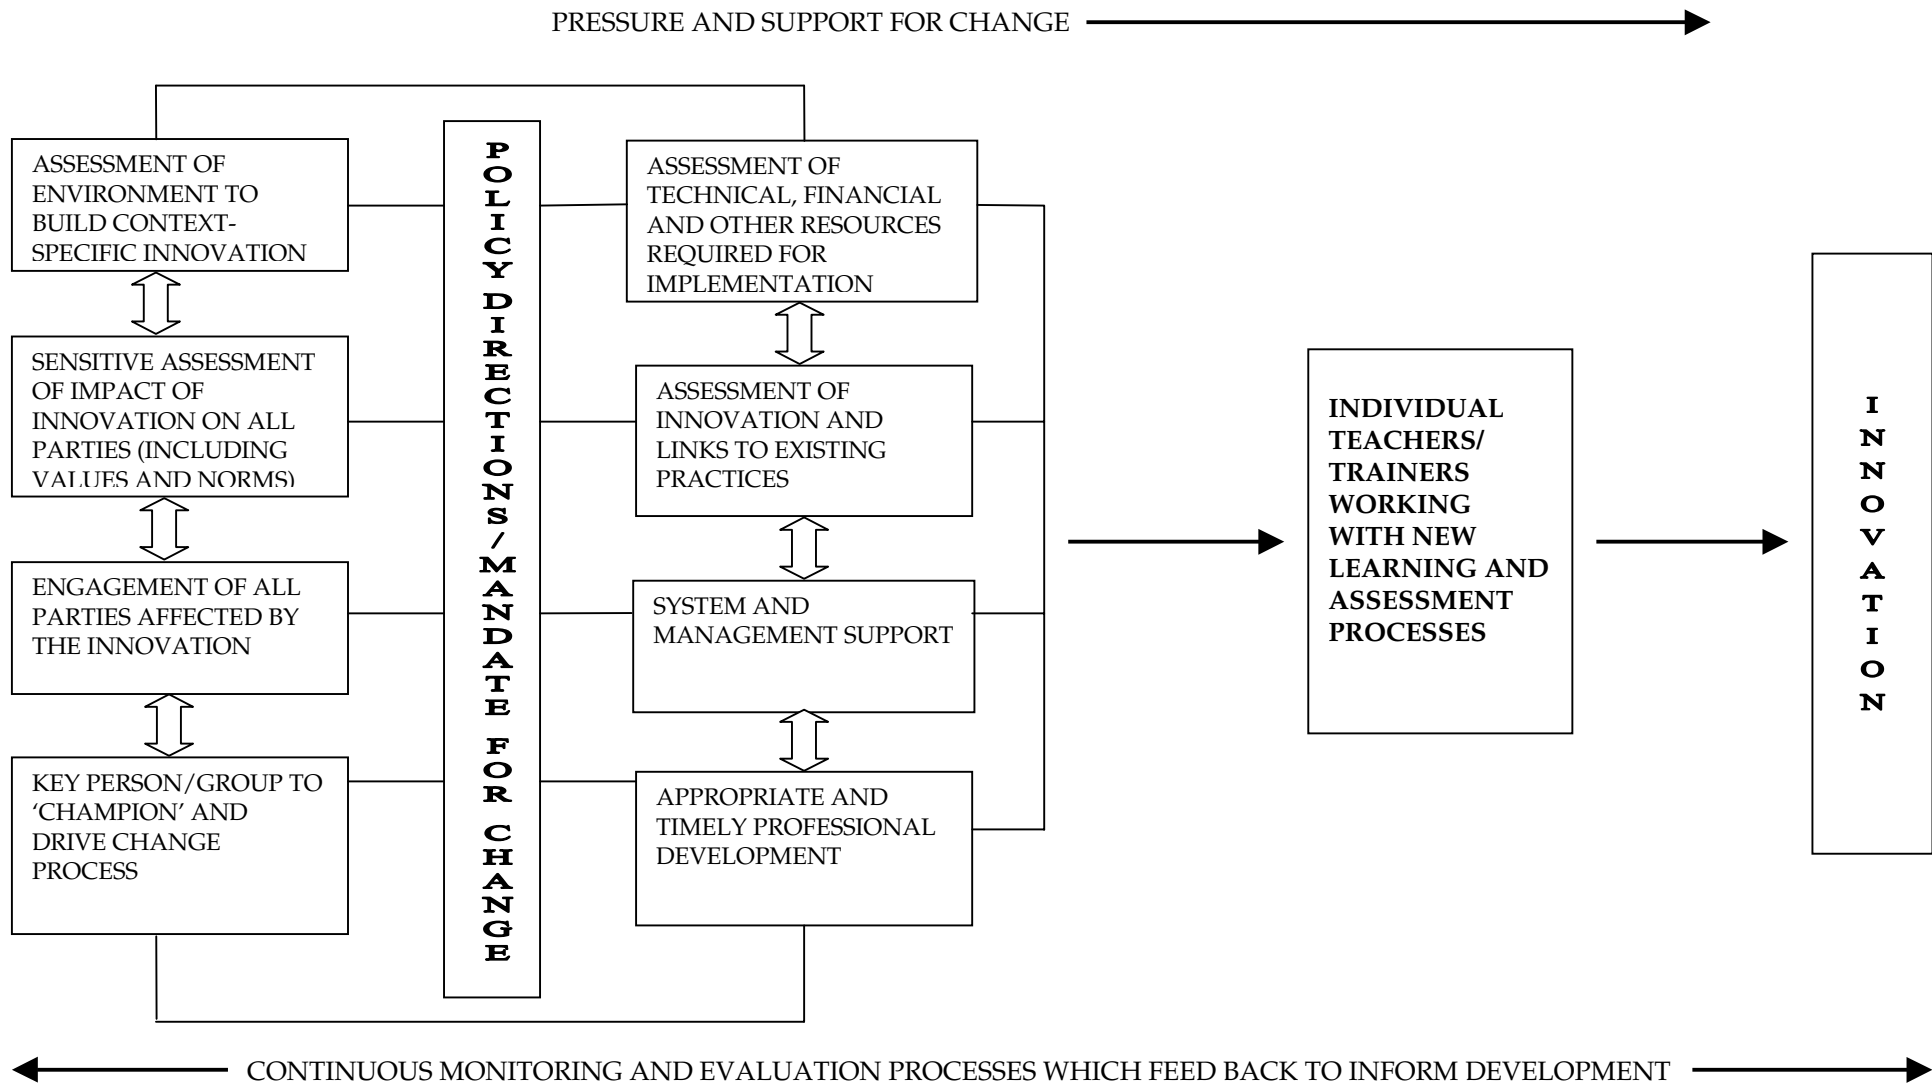 PRESSURE AND SUPPORT FOR CHANGE
ASSESSMENT OF
ENVIRONMENT TO
BUILD CONTEXT-
SPECIFIC INNOVATION
SENSITIVE ASSESSMENT
OF IMPACT OF
INNOVATION ON ALL
PARTIES (INCLUDING
VALUES AND NORMS)
ENGAGEMENT OF ALL
PARTIES AFFECTED BY
THE INNOVATION
KEY PERSON/GROUP TO
‘CHAMPION’ AND
DRIVE CHANGE
PROCESS
POLICY DIRECTIONS/MANDATE FOR CHANGE
ASSESSMENT OF
TECHNICAL, FINANCIAL
AND OTHER RESOURCES
REQUIRED FOR
IMPLEMENTATION
ASSESSMENT OF
INNOVATION AND
LINKS TO EXISTING
PRACTICES
SYSTEM AND
MANAGEMENT SUPPORT
APPROPRIATE AND
TIMELY PROFESSIONAL
DEVELOPMENT
INDIVIDUAL
TEACHERS/
TRAINERS
WORKING
WITH NEW
LEARNING AND
ASSESSMENT
PROCESSES
INNOVATION
CONTINUOUS MONITORING AND EVALUATION PROCESSES WHICH FEED BACK TO INFORM DEVELOPMENT